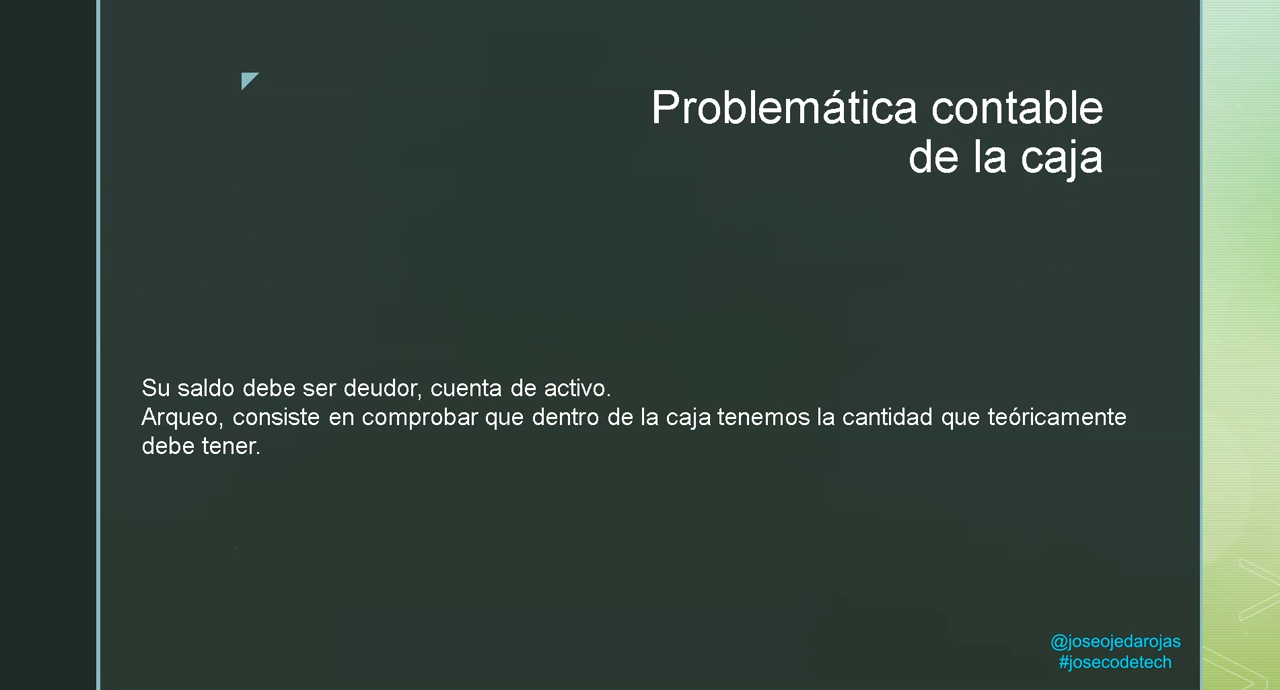 Problemática contable
de la caja
Su saldo debe ser deudor, cuenta de activo.
Arqueo, consiste en comprobar que dentro de la caja tenemos la cantidad que teóricamente
debe tener.
@joseojedarojas
#josecodetech